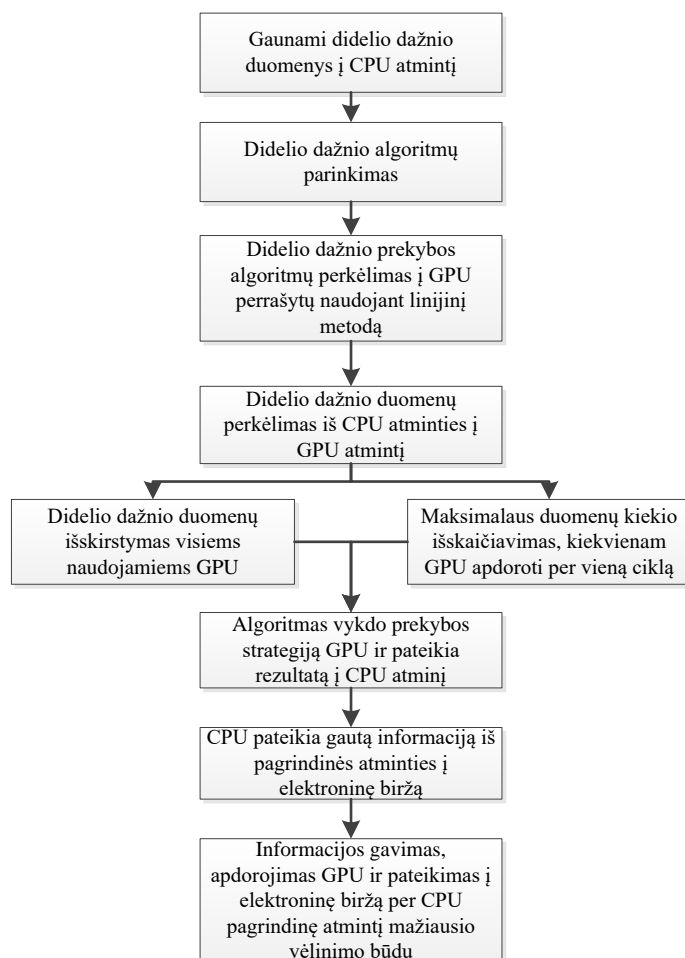 Gaunami didelio dažnio
duomenys į CPU atmintį
Didelio dažnio algoritmų
parinkimas
Didelio dažnio prekybos
algoritmų perkėlimas į GPU
perrašytų naudojant linijinį
metodą
Didelio dažnio duomenų
perkėlimas iš CPU atminties į
GPU atmintį
Didelio dažnio duomenų
išskirstymas visiems
naudojamiems GPU
Maksimalaus duomenų kiekio
išskaičiavimas, kiekvienam
GPU apdoroti per vieną ciklą
Algoritmas vykdo prekybos
strategiją GPU ir pateikia
rezultatą į CPU atminį
CPU pateikia gautą informaciją iš
pagrindinės atminties į
elektroninę biržą
Informacijos gavimas,
apdorojimas GPU ir pateikimas į
elektroninę biržą per CPU
pagrindinę atmintį mažiausio
vėlinimo būdu